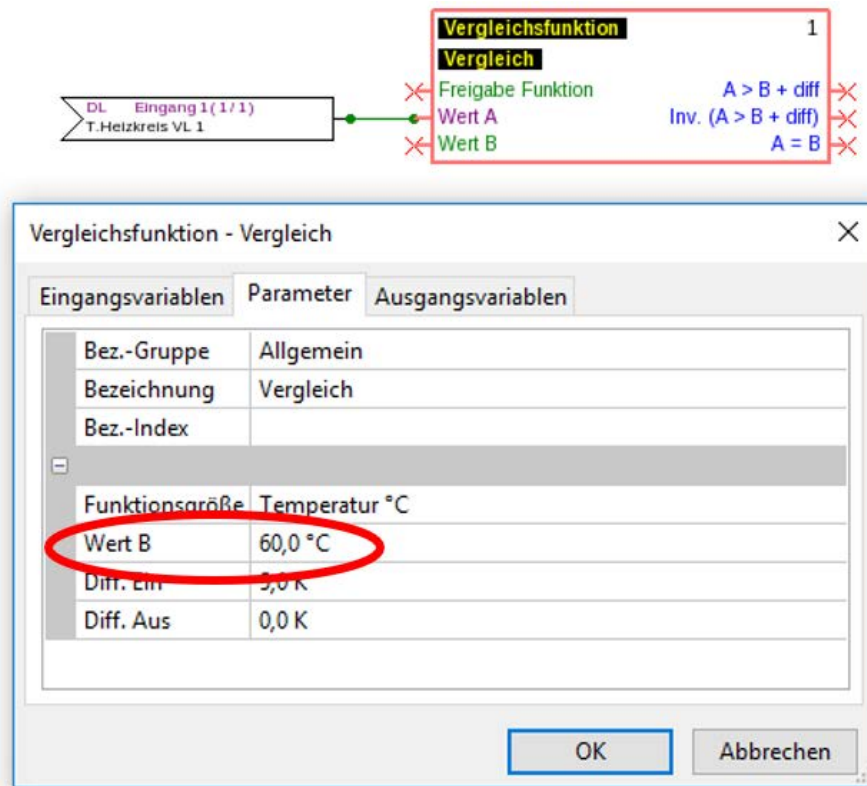 Vergleichsfunktion 1
Vergleich
Freigabe Funktion A > B + diff
DL Eingang 1(1/1)
T.Heizkreis VL 1
Wert A Inv. (A > B + diff)
Wert B A = B
Vergleichsfunktion - Vergleich
Eingangsvariablen Parameter Ausgangsvariablen
Bez.-Gruppe Allgemein
Bezeichnung Vergleich
Bez.-Index
Funktionsgröße Temperatur °C
Wert B 60,0 °C
Diff. Ein
Diff. Aus 0,0 K
OK Abbrechen